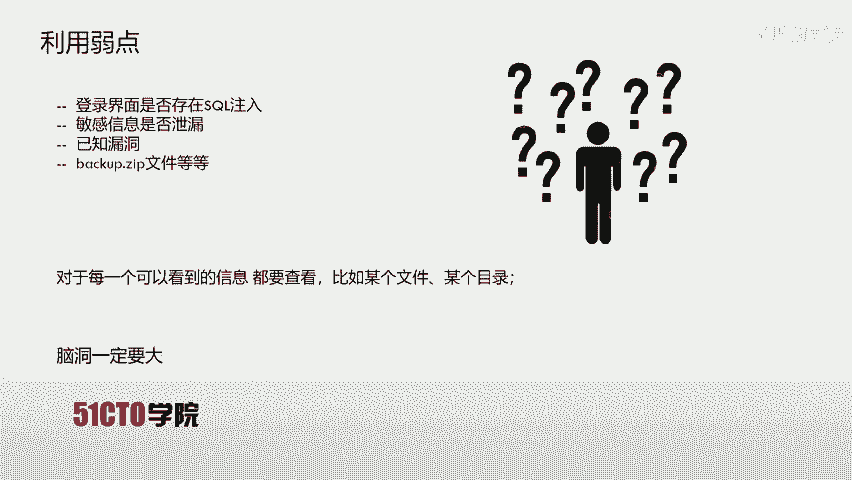 利用弱点
-- 登录界面是否存在SQL注入
-- 敏感信息是否泄漏
-- 已知漏洞
-- backup.zip文件等等
对于每一个可以看到的信息 都要查看，比如某个文件、某个目录；
脑洞一定要大
51CTO学院